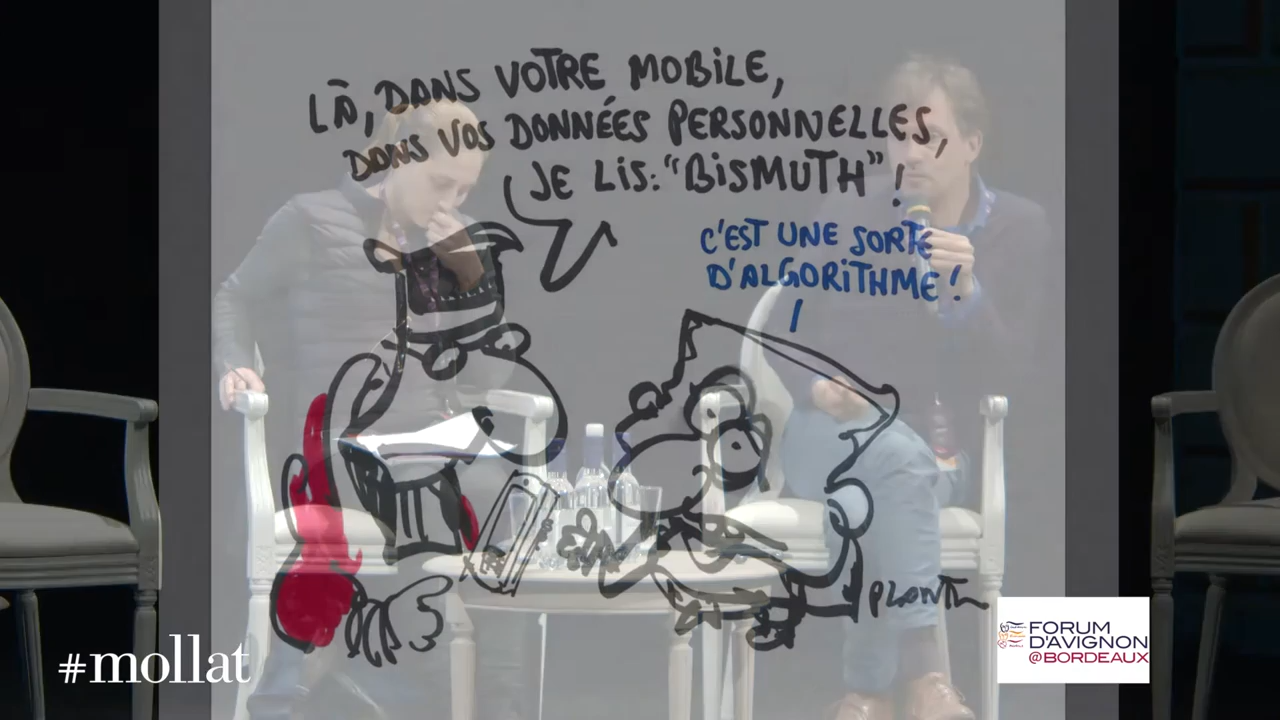 LÀ, DANS VOTRE MOBILE,
DANS VOS DONNÉES PERSONNELLES,
JE LIS: "BISMUTH" !
C'EST UNE SORTE
D'ALGORITHME !
#mollat
FORUM
D'AVIGNON
@BORDEAUX